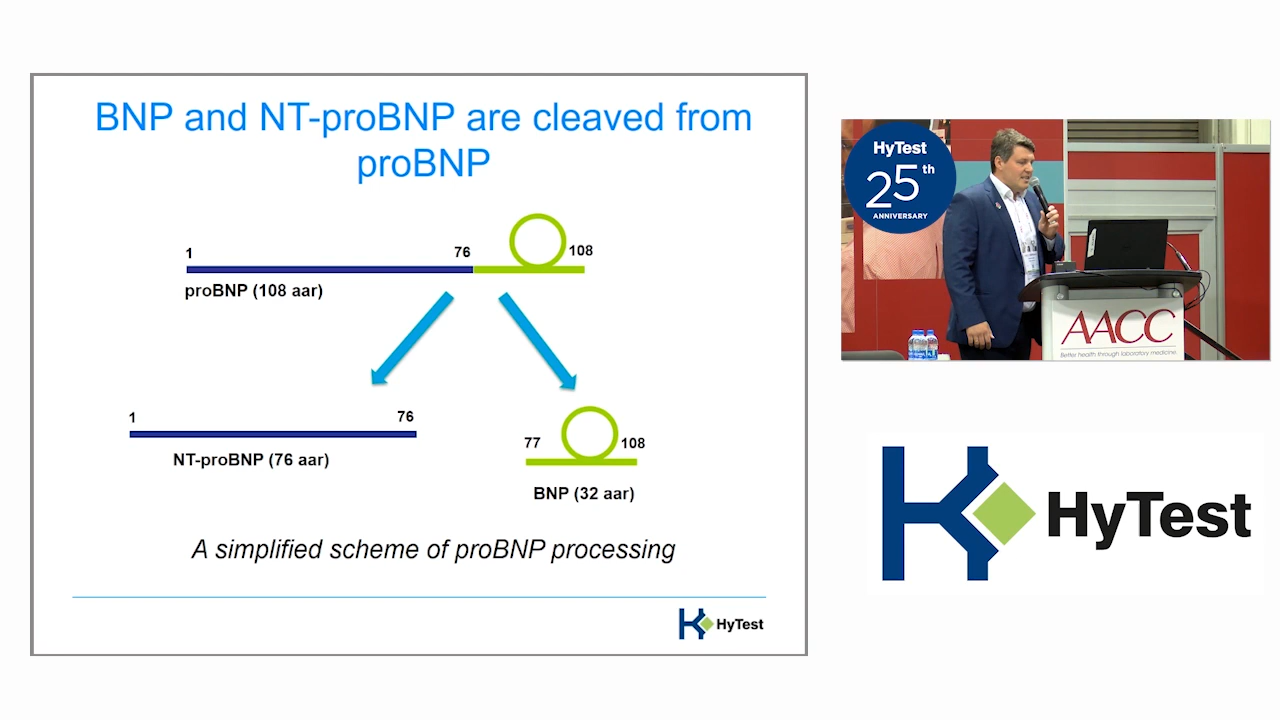 BNP and NT-proBNP are cleaved from
proBNP
1
76
108
proBNP (108 aar)
1
76
NT-proBNP (76 aar)
77
108
BNP (32 aar)
A simplified scheme of proBNP processing
HyTest
HyTest
25th
ANNIVERSARY
AACC
Better health through laboratory medicine.
HyTest